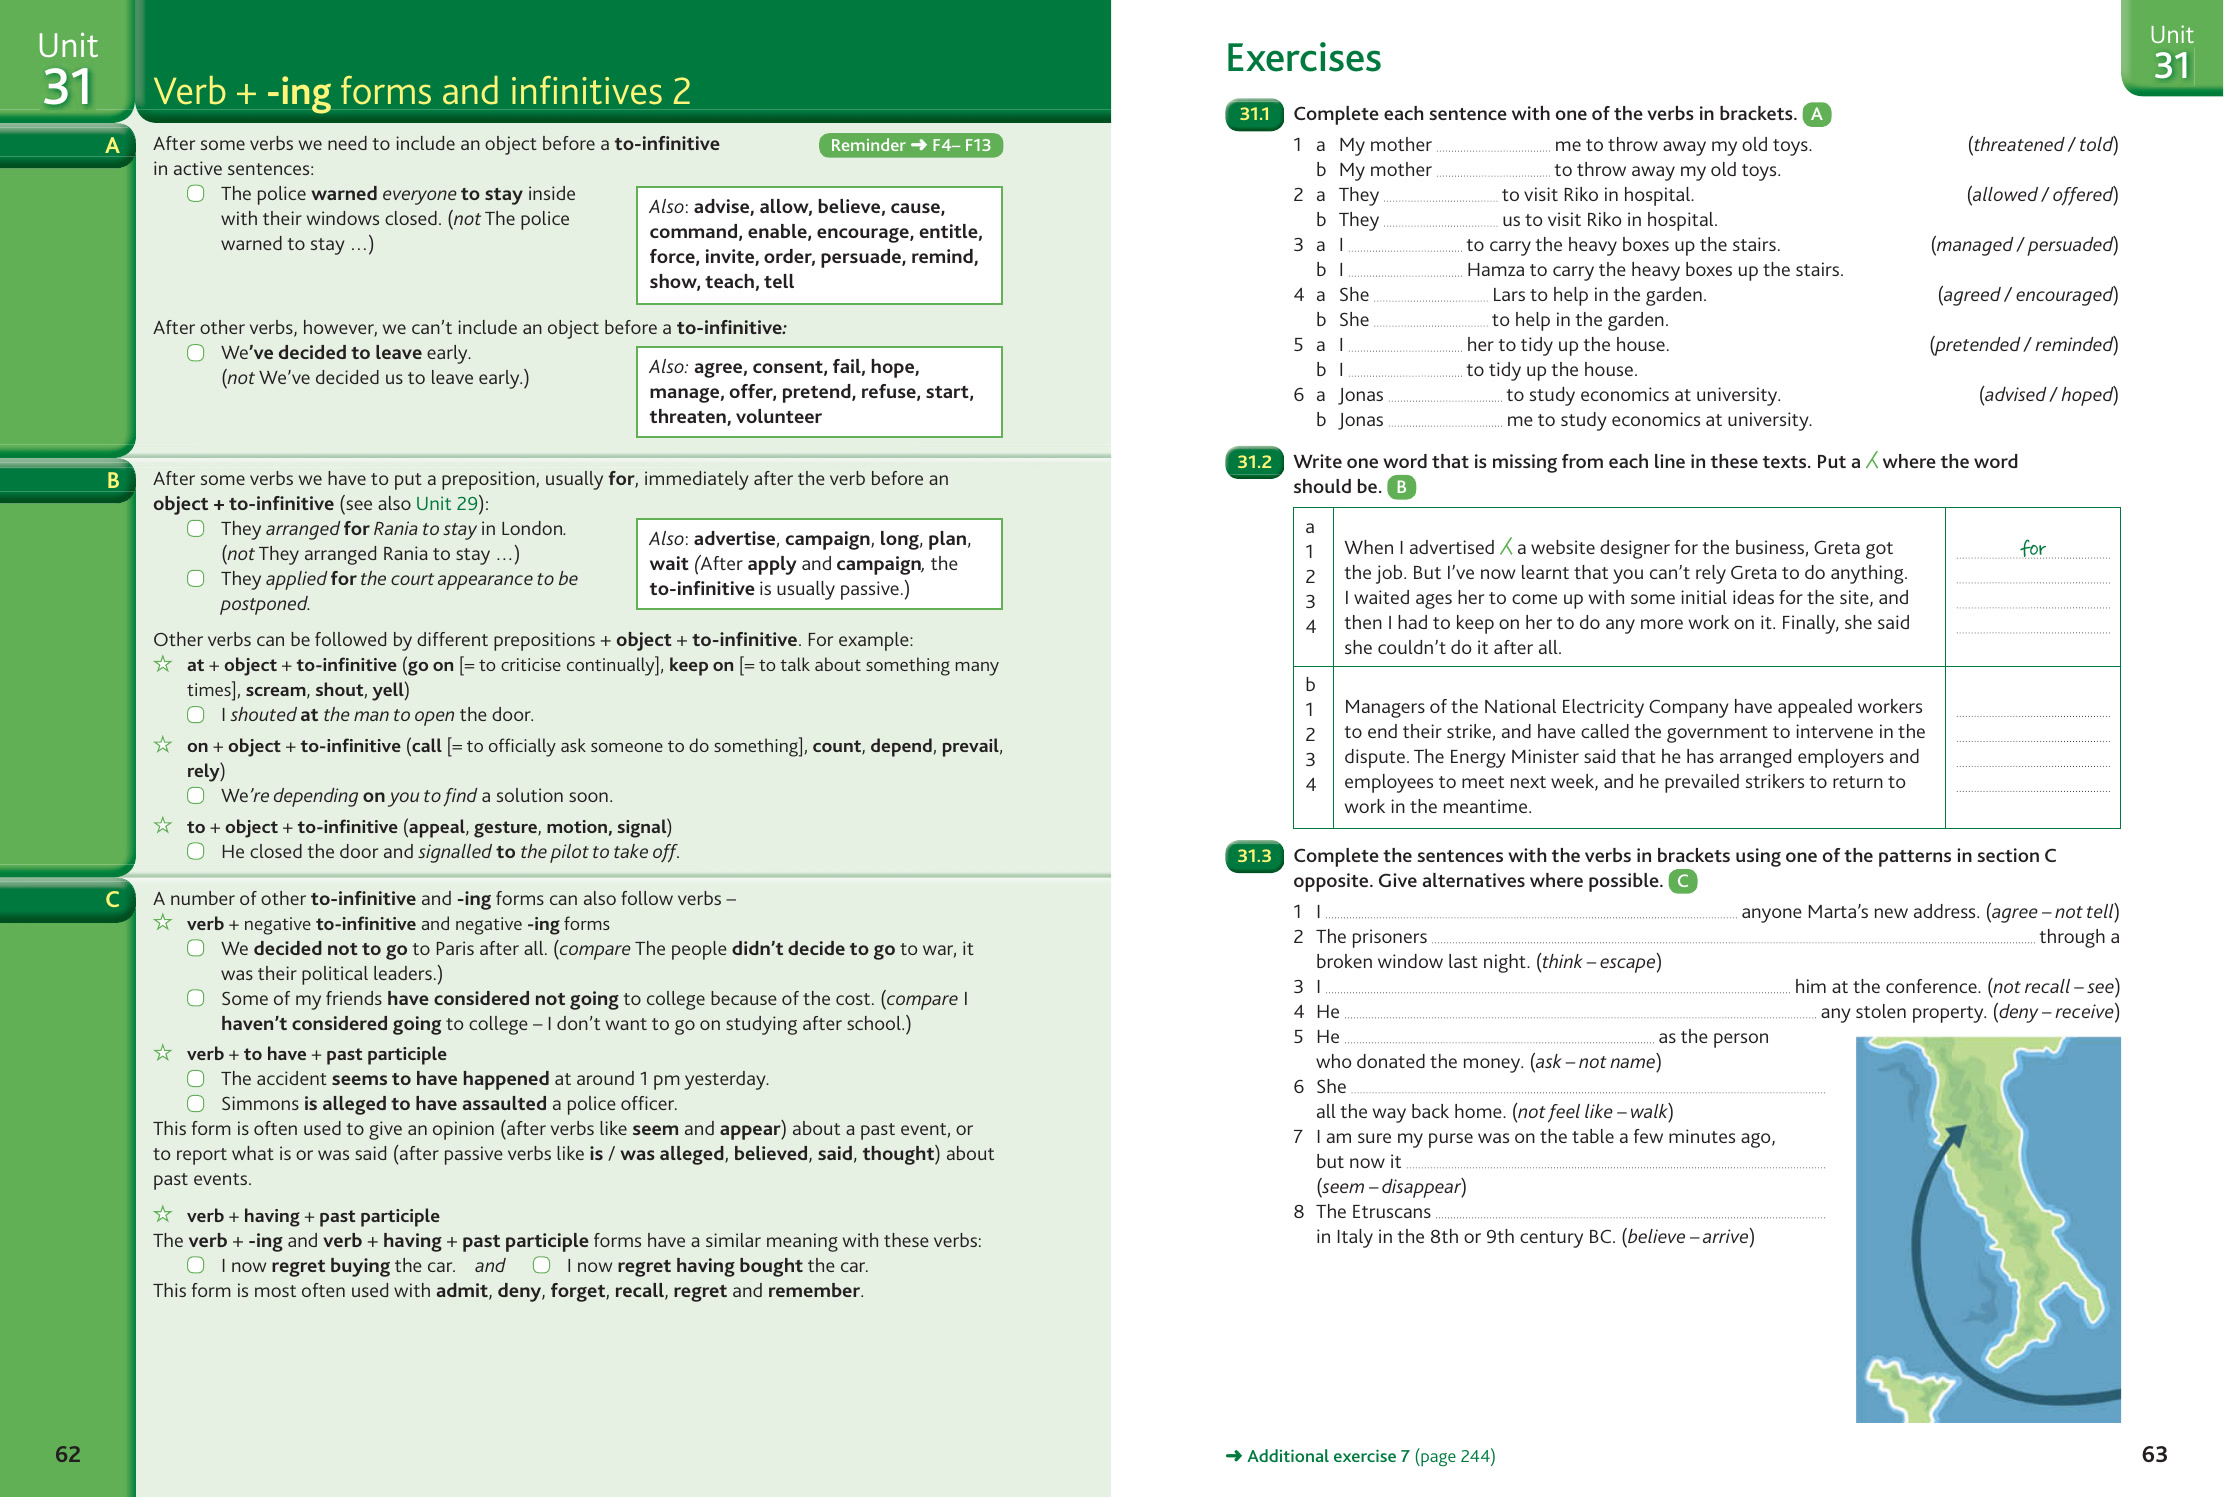 Unit
31
Verb + -ing forms and infinitives 2
A
After some verbs we need to include an object before a to-infinitive
in active sentences:
Reminder ➜ F4– F13
The police warned everyone to stay inside
with their windows closed. (not The police
warned to stay …)
Also: advise, allow, believe, cause,
command, enable, encourage, entitle,
force, invite, order, persuade, remind,
show, teach, tell
After other verbs, however, we can't include an object before a to-infinitive:
We've decided to leave early.
(not We've decided us to leave early.)
Also: agree, consent, fail, hope,
manage, offer, pretend, refuse, start,
threaten, volunteer
B
After some verbs we have to put a preposition, usually for, immediately after the verb before an
object + to-infinitive (see also Unit 29):
They arranged for Rania to stay in London.
(not They arranged Rania to stay …)
They applied for the court appearance to be
postponed.
Also: advertise, campaign, long, plan,
wait (After apply and campaign, the
to-infinitive is usually passive.)
Other verbs can be followed by different prepositions + object + to-infinitive. For example:
☆ at + object + to-infinitive (go on [= to criticise continually], keep on [= to talk about something many
times], scream, shout, yell)
I shouted at the man to open the door.
☆ on + object + to-infinitive (call [= to officially ask someone to do something], count, depend, prevail,
rely)
We're depending on you to find a solution soon.
☆ to + object + to-infinitive (appeal, gesture, motion, signal)
He closed the door and signalled to the pilot to take off.
C
A number of other to-infinitive and -ing forms can also follow verbs –
☆ verb + negative to-infinitive and negative -ing forms
We decided not to go to Paris after all. (compare The people didn't decide to go to war, it
was their political leaders.)
Some of my friends have considered not going to college because of the cost. (compare I
haven't considered going to college – I don't want to go on studying after school.)
☆ verb + to have + past participle
The accident seems to have happened at around 1 pm yesterday.
Simmons is alleged to have assaulted a police officer.
This form is often used to give an opinion (after verbs like seem and appear) about a past event, or
to report what is or was said (after passive verbs like is / was alleged, believed, said, thought) about
past events.
☆ verb + having + past participle
The verb + -ing and verb + having + past participle forms have a similar meaning with these verbs:
I now regret buying the car. and I now regret having bought the car.
This form is most often used with admit, deny, forget, recall, regret and remember.
62
Exercises
Unit
31
31.1 Complete each sentence with one of the verbs in brackets. A
1 a My mother ........ me to throw away my old toys. (threatened / told)
b My mother ........ to throw away my old toys.
2 a They ........ to visit Riko in hospital. (allowed / offered)
b They ........ us to visit Riko in hospital.
3 a I ........ to carry the heavy boxes up the stairs. (managed / persuaded)
b I ........ Hamza to carry the heavy boxes up the stairs.
4 a She ........ Lars to help in the garden. (agreed / encouraged)
b She ........ to help in the garden.
5 a I ........ her to tidy up the house. (pretended / reminded)
b I ........ to tidy up the house.
6 a Jonas ........ to study economics at university. (advised / hoped)
b Jonas ........ me to study economics at university.
31.2 Write one word that is missing from each line in these texts. Put a ⁁ where the word
should be. B
a
1 When I advertised ⁁ a website designer for the business, Greta got for
2 the job. But I've now learnt that you can't rely Greta to do anything. ........
3 I waited ages her to come up with some initial ideas for the site, and ........
4 then I had to keep on her to do any more work on it. Finally, she said ........
she couldn't do it after all.
b
1 Managers of the National Electricity Company have appealed workers ........
2 to end their strike, and have called the government to intervene in the ........
3 dispute. The Energy Minister said that he has arranged employers and ........
4 employees to meet next week, and he prevailed strikers to return to ........
work in the meantime.
31.3 Complete the sentences with the verbs in brackets using one of the patterns in section C
opposite. Give alternatives where possible. C
1 I ........ anyone Marta's new address. (agree – not tell)
2 The prisoners ........ through a
broken window last night. (think – escape)
3 I ........ him at the conference. (not recall – see)
4 He ........ any stolen property. (deny – receive)
5 He ........ as the person
who donated the money. (ask – not name)
6 She ........
all the way back home. (not feel like – walk)
7 I am sure my purse was on the table a few minutes ago,
but now it ........
(seem – disappear)
8 The Etruscans ........
in Italy in the 8th or 9th century BC. (believe – arrive)
➜ Additional exercise 7 (page 244)
63